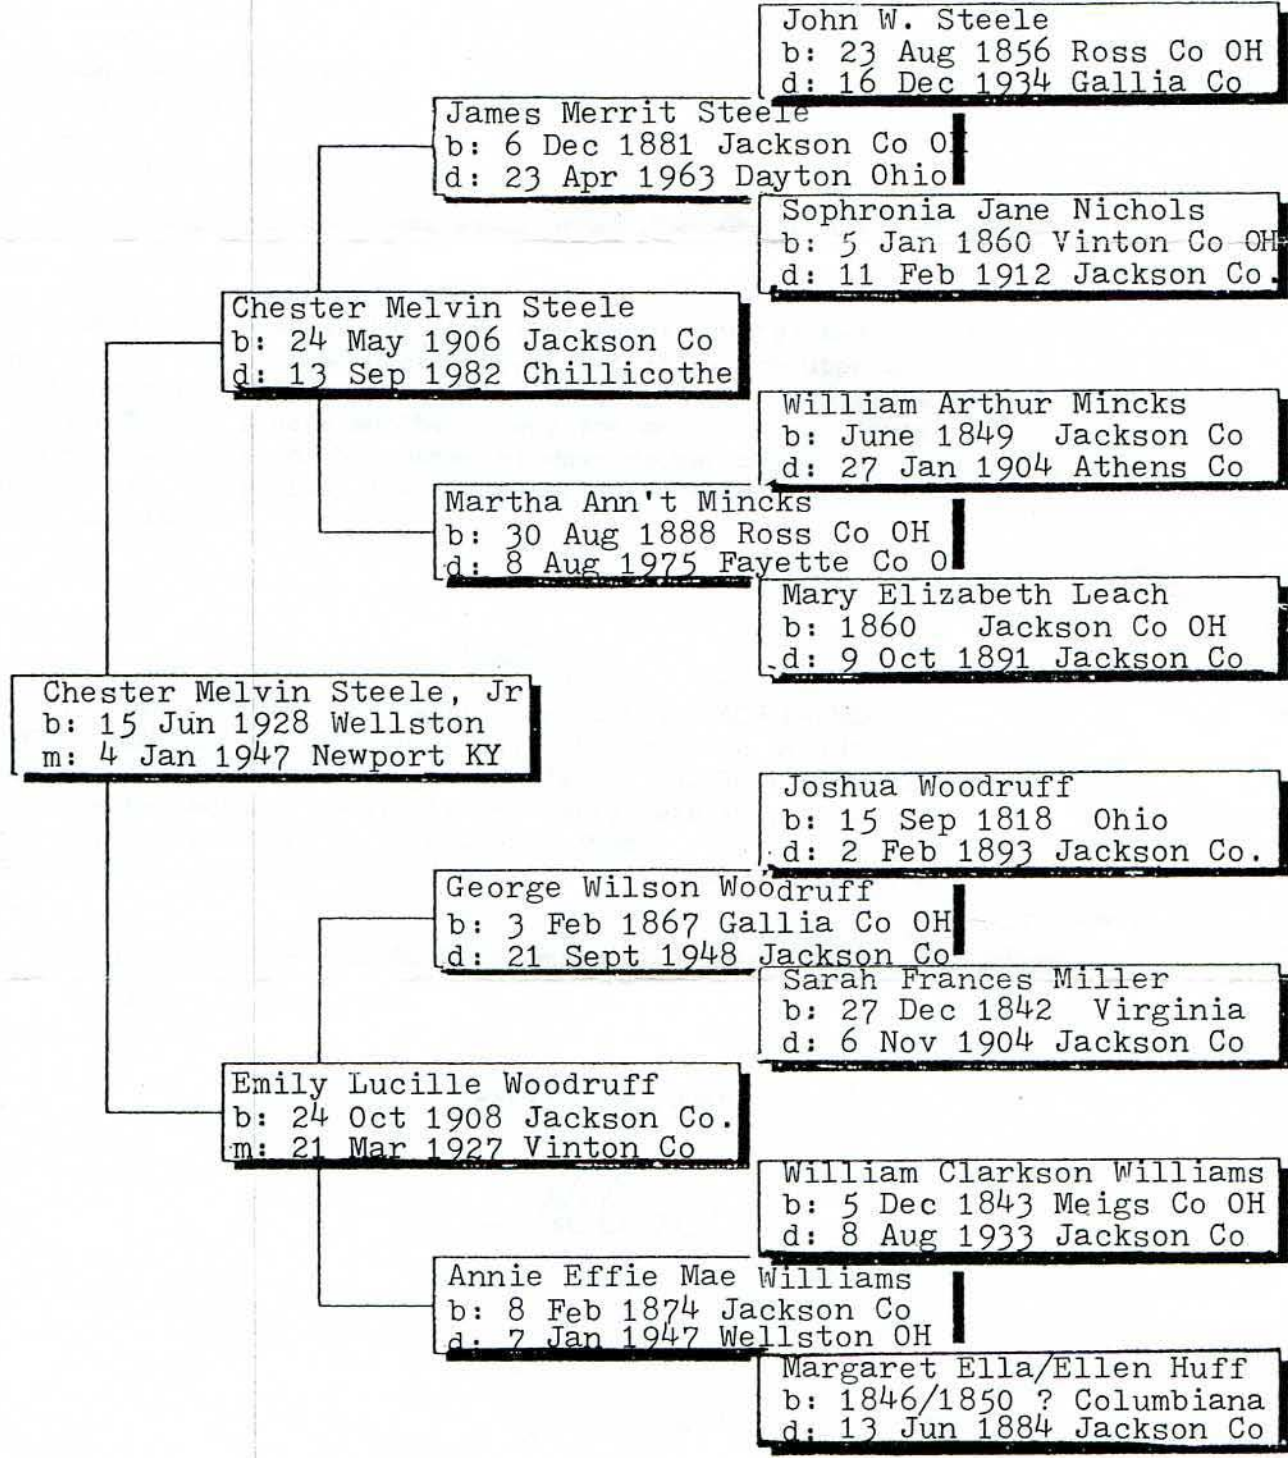 John W. Steele
b: 23 Aug 1856 Ross Co OH
d: 16 Dec 1934 Gallia Co
James Merrit Steele
b: 6 Dec 1881 Jackson Co OH
d: 23 Apr 1963 Dayton Ohio
Sophronia Jane Nichols
b: 5 Jan 1860 Vinton Co OH
d: 11 Feb 1912 Jackson Co.
Chester Melvin Steele
b: 24 May 1906 Jackson Co
d: 13 Sep 1982 Chillicothe
William Arthur Mincks
b: June 1849 Jackson Co
d: 27 Jan 1904 Athens Co
Martha Ann't Mincks
b: 30 Aug 1888 Ross Co OH
d: 8 Aug 1975 Fayette Co O
Mary Elizabeth Leach
b: 1860 Jackson Co OH
d: 9 Oct 1891 Jackson Co
Chester Melvin Steele, Jr
b: 15 Jun 1928 Wellston
m: 4 Jan 1947 Newport KY
Joshua Woodruff
b: 15 Sep 1818 Ohio
d: 2 Feb 1893 Jackson Co.
George Wilson Woodruff
b: 3 Feb 1867 Gallia Co OH
d: 21 Sept 1948 Jackson Co
Sarah Frances Miller
b: 27 Dec 1842 Virginia
d: 6 Nov 1904 Jackson Co
Emily Lucille Woodruff
b: 24 Oct 1908 Jackson Co.
m: 21 Mar 1927 Vinton Co
William Clarkson Williams
b: 5 Dec 1843 Meigs Co OH
d: 8 Aug 1933 Jackson Co
Annie Effie Mae Williams
b: 8 Feb 1874 Jackson Co
d: 7 Jan 1947 Wellston OH
Margaret Ella/Ellen Huff
b: 1846/1850 ? Columbiana
d: 13 Jun 1884 Jackson Co